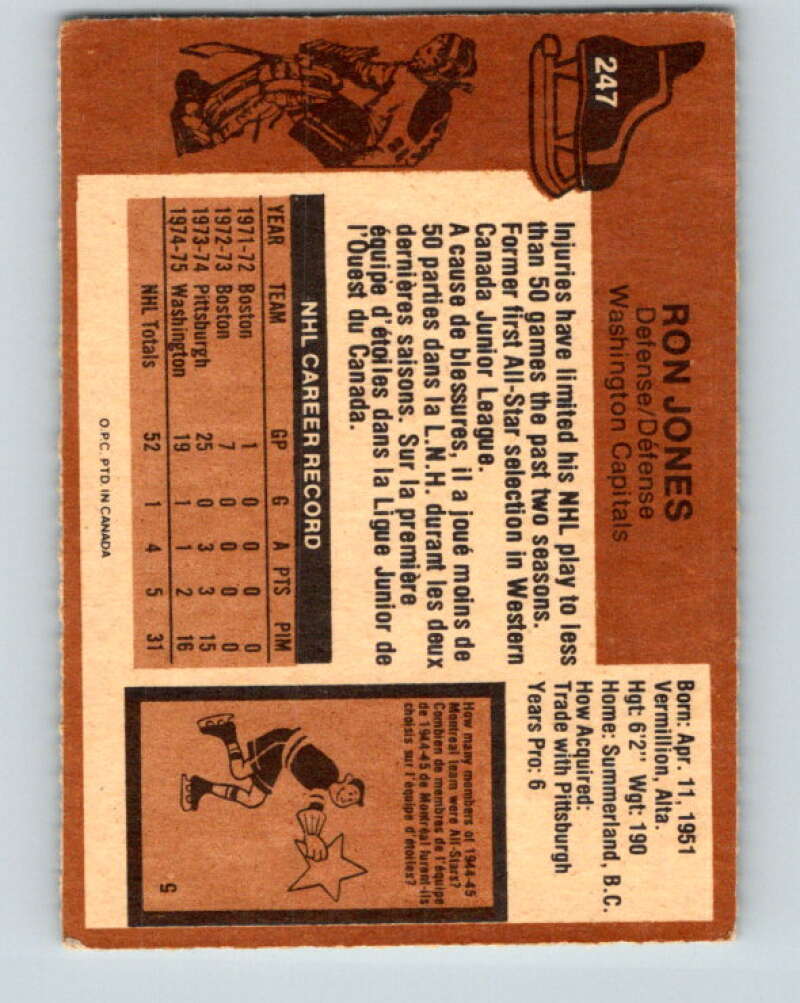 247
RON JONES
Defense/Défense
Washington Capitals
Born: Apr. 11, 1951
Vermillion, Alta.
Hgt: 6'2" Wgt: 190
Home: Summerland, B.C.
How Acquired:
Trade with Pittsburgh
Years Pro: 6
Injuries have limited his NHL play to less
than 50 games the past two seasons.
Former first All-Star selection in Western
Canada Junior League.
A cause de blessures, il a joué moins de
50 parties dans la L.N.H. durant les deux
dernières saisons. Sur la première
équipe d'étoiles dans la Ligue Junior de
l'Ouest du Canada.
NHL CAREER RECORD
YEAR TEAM GP G A PTS PIM
1971-72 Boston 1 0 0 0 0
1972-73 Boston 7 0 0 0 0
1973-74 Pittsburgh 25 0 3 3 15
1974-75 Washington 19 1 1 2 16
NHL Totals 52 1 4 5 31
How many members of 1944-45
Montreal team were All-Stars?
Combien de membres de l'équipe
de 1944-45 de Montréal furent-ils
choisis sur l'équipe d'étoiles?
5
O.P.C. PTD. IN CANADA